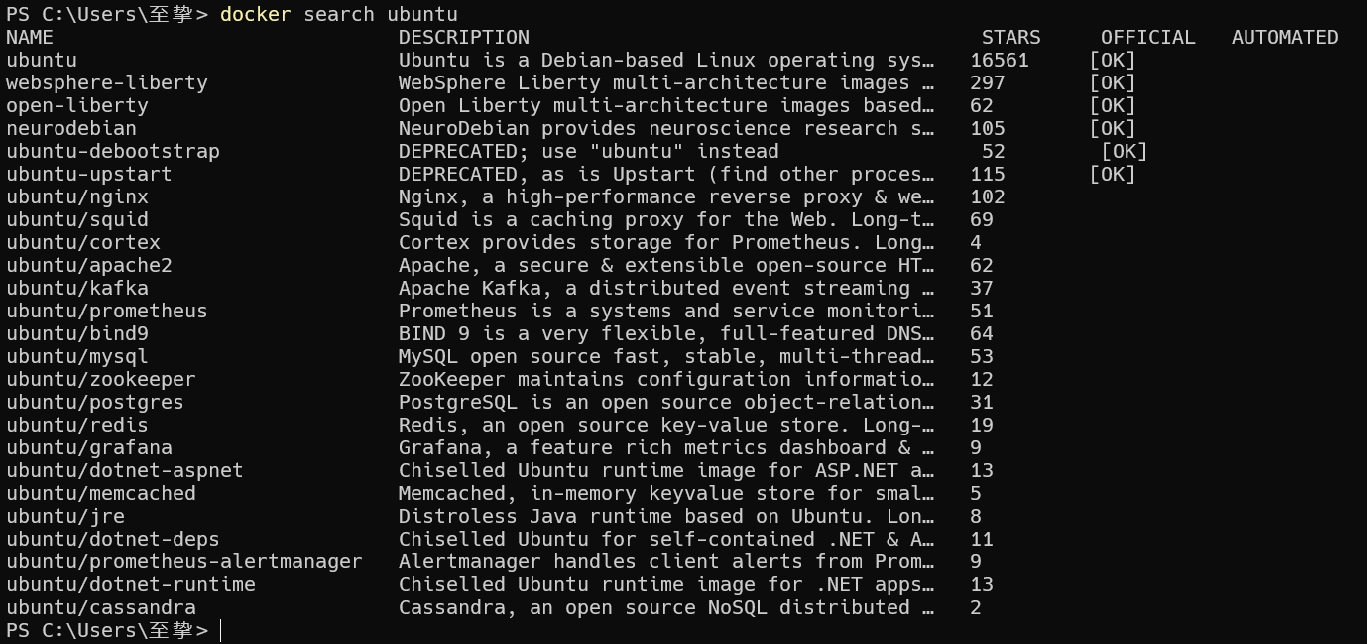 PS C:\Users\至挚> docker search ubuntu
NAME DESCRIPTION STARS OFFICIAL AUTOMATED
ubuntu Ubuntu is a Debian-based Linux operating sys… 16561 [OK]
websphere-liberty WebSphere Liberty multi-architecture images … 297 [OK]
open-liberty Open Liberty multi-architecture images based… 62 [OK]
neurodebian NeuroDebian provides neuroscience research s… 105 [OK]
ubuntu-debootstrap DEPRECATED; use "ubuntu" instead 52 [OK]
ubuntu-upstart DEPRECATED, as is Upstart (find other proces… 115 [OK]
ubuntu/nginx Nginx, a high-performance reverse proxy & we… 102
ubuntu/squid Squid is a caching proxy for the Web. Long-t… 69
ubuntu/cortex Cortex provides storage for Prometheus. Long… 4
ubuntu/apache2 Apache, a secure & extensible open-source HT… 62
ubuntu/kafka Apache Kafka, a distributed event streaming … 37
ubuntu/prometheus Prometheus is a systems and service monitori… 51
ubuntu/bind9 BIND 9 is a very flexible, full-featured DNS… 64
ubuntu/mysql MySQL open source fast, stable, multi-thread… 53
ubuntu/zookeeper ZooKeeper maintains configuration informatio… 12
ubuntu/postgres PostgreSQL is an open source object-relation… 31
ubuntu/redis Redis, an open source key-value store. Long-… 19
ubuntu/grafana Grafana, a feature rich metrics dashboard & … 9
ubuntu/dotnet-aspnet Chiselled Ubuntu runtime image for ASP.NET a… 13
ubuntu/memcached Memcached, in-memory keyvalue store for smal… 5
ubuntu/jre Distroless Java runtime based on Ubuntu. Lon… 8
ubuntu/dotnet-deps Chiselled Ubuntu for self-contained .NET & A… 11
ubuntu/prometheus-alertmanager Alertmanager handles client alerts from Prom… 9
ubuntu/dotnet-runtime Chiselled Ubuntu runtime image for .NET apps… 13
ubuntu/cassandra Cassandra, an open source NoSQL distributed … 2
PS C:\Users\至挚>